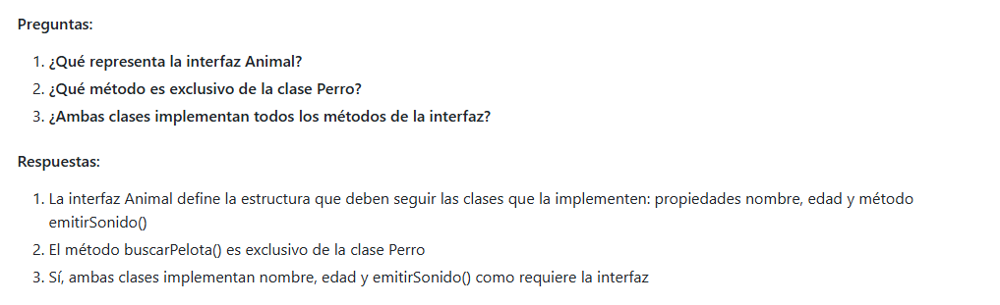 Preguntas:
1. ¿Qué representa la interfaz Animal?
2. ¿Qué método es exclusivo de la clase Perro?
3. ¿Ambas clases implementan todos los métodos de la interfaz?
Respuestas:
1. La interfaz Animal define la estructura que deben seguir las clases que la implementen: propiedades nombre, edad y método
emitirSonido()
2. El método buscarPelota() es exclusivo de la clase Perro
3. Sí, ambas clases implementan nombre, edad y emitirSonido() como requiere la interfaz